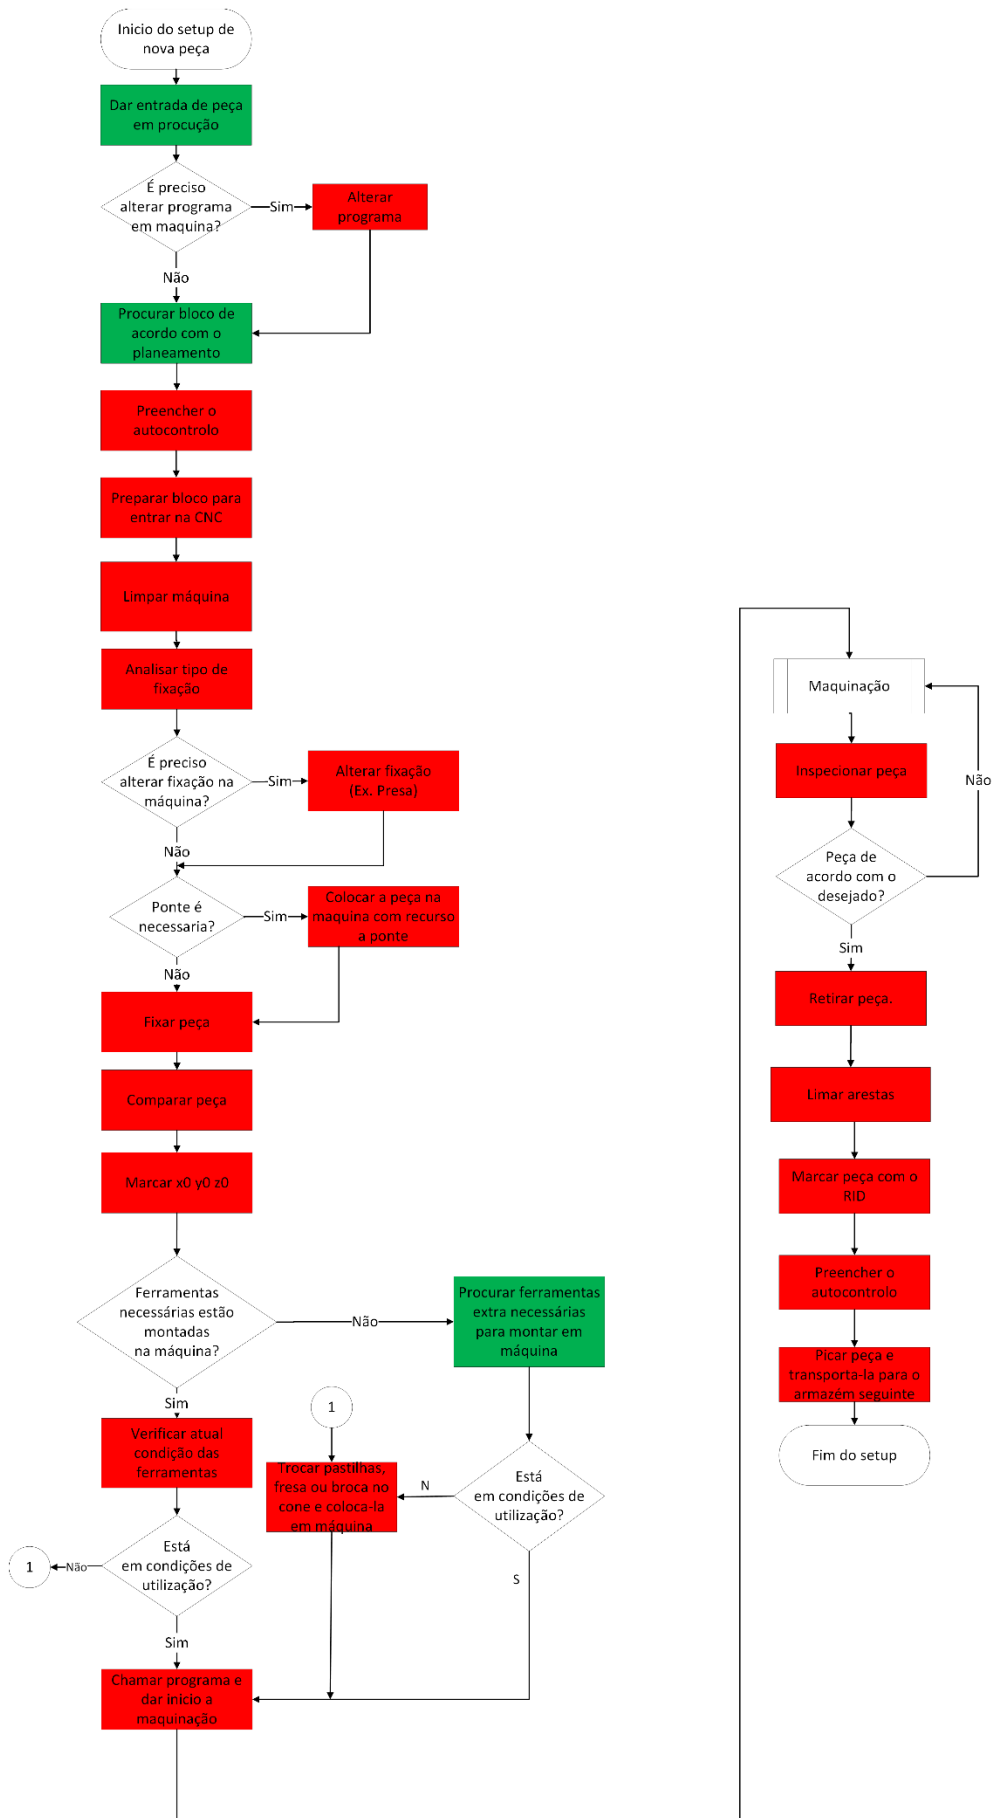 Inicio do setup de
nova peça
Dar entrada de peça
em procução
É preciso
alterar programa
em maquina?
Sim
Alterar
programa
Não
Procurar bloco de
acordo com o
planeamento
Preencher o
autocontrolo
Preparar bloco para
entrar na CNC
Limpar máquina
Analisar tipo de
fixação
É preciso
alterar fixação na
máquina?
Sim
Alterar fixação
(Ex. Presa)
Não
Ponte é
necessaria?
Sim
Colocar a peça na
maquina com recurso
a ponte
Não
Fixar peça
Comparar peça
Marcar x0 y0 z0
Ferramentas
necessárias estão
montadas
na máquina?
Não
Procurar ferramentas
extra necessárias
para montar em
máquina
Sim
Verificar atual
condição das
ferramentas
1
Trocar pastilhas,
fresa ou broca no
cone e coloca-la
em máquina
N
Está
em condições de
utilização?
S
Está
em condições de
utilização?
Não
1
Sim
Chamar programa e
dar inicio a
maquinação
Maquinação
Inspecionar peça
Não
Peça de
acordo com o
desejado?
Sim
Retirar peça.
Limar arestas
Marcar peça com o
RID
Preencher o
autocontrolo
Picar peça e
transporta-la para o
armazém seguinte
Fim do setup